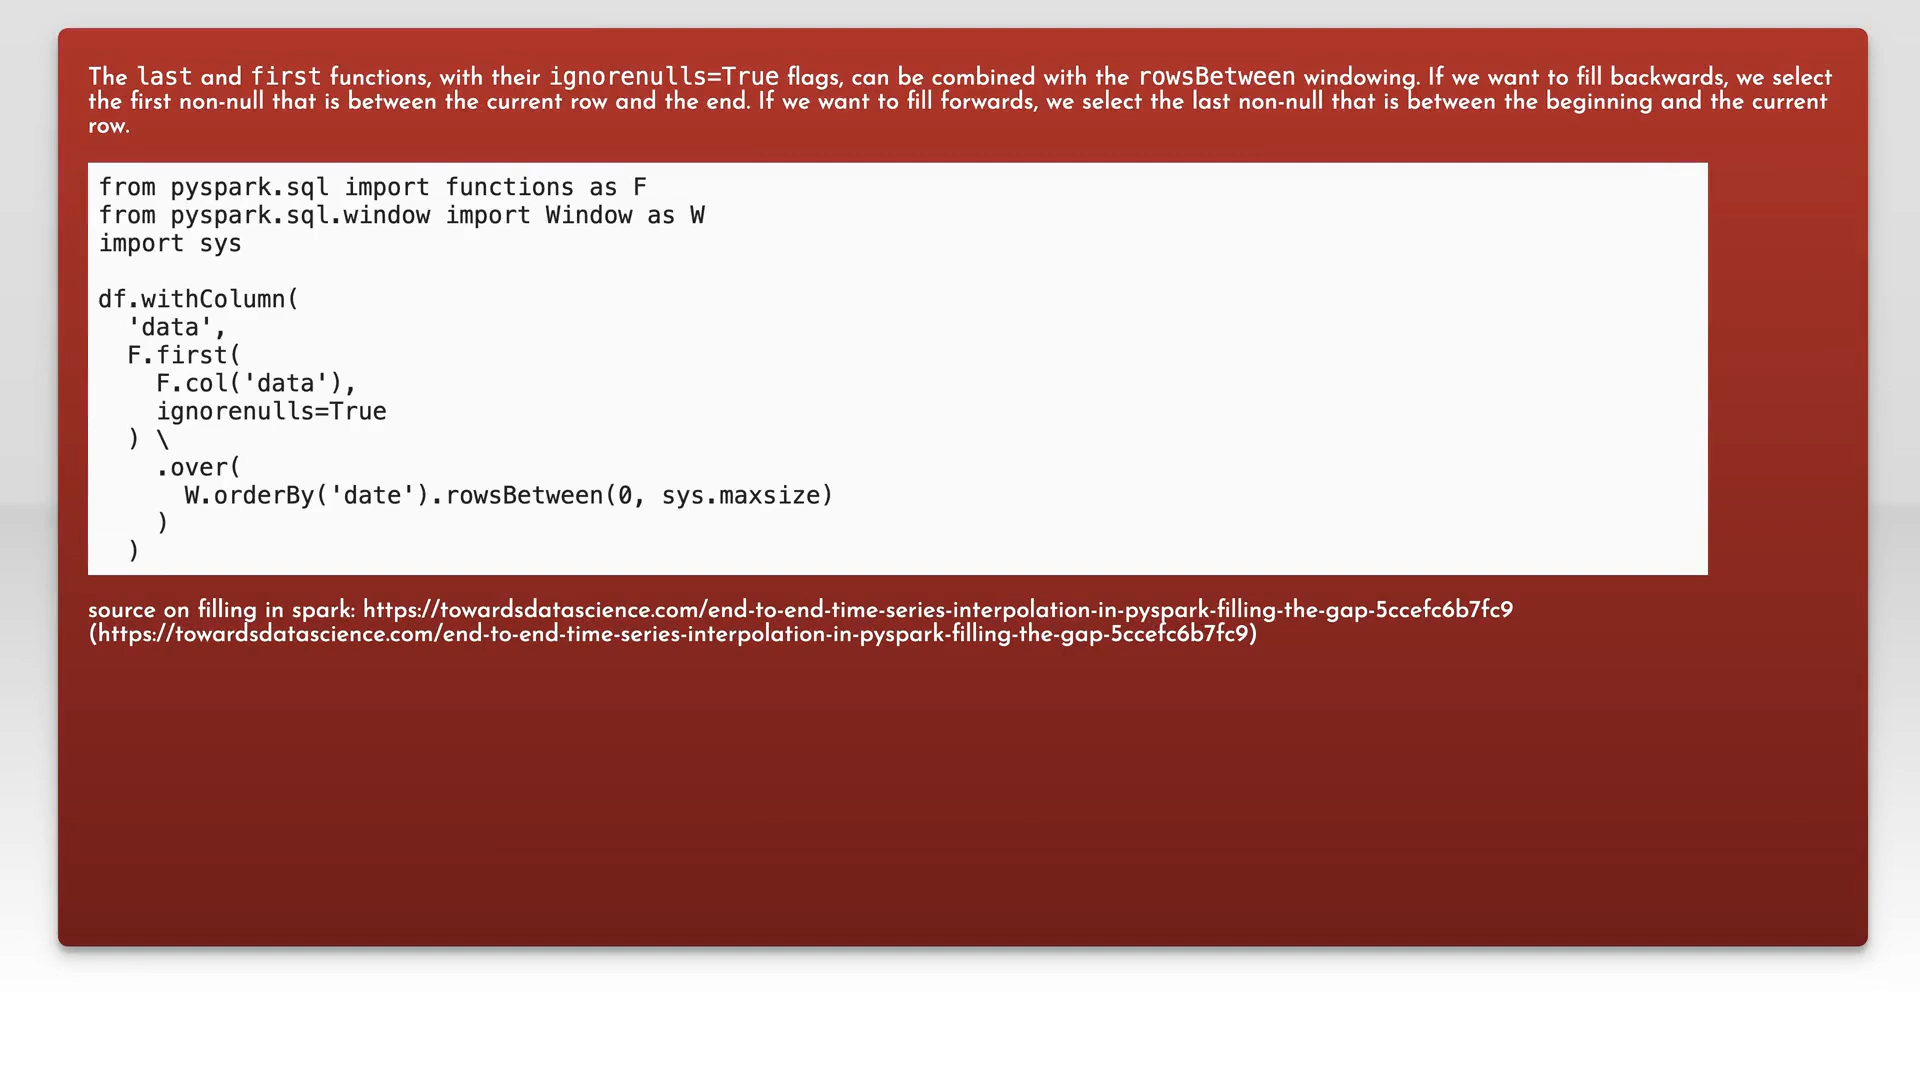 The last and first functions, with their ignorenulls=True flags, can be combined with the rowsBetween windowing. If we want to fill backwards, we select
the first non-null that is between the current row and the end. If we want to fill forwards, we select the last non-null that is between the beginning and the current
row.
from pyspark.sql import functions as F
from pyspark.sql.window import Window as W
import sys
df.withColumn(
  'data',
  F.first(
    F.col('data'),
    ignorenulls=True
  ) \
    .over(
      W.orderBy('date').rowsBetween(0, sys.maxsize)
    )
  )
source on filling in spark: https://towardsdatascience.com/end-to-end-time-series-interpolation-in-pyspark-filling-the-gap-5ccefc6b7fc9
(https://towardsdatascience.com/end-to-end-time-series-interpolation-in-pyspark-filling-the-gap-5ccefc6b7fc9)